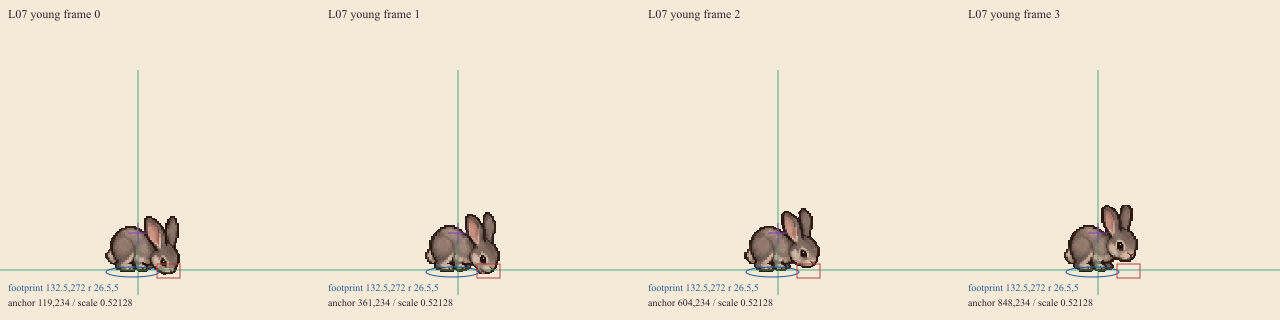 L07 young frame 0
L07 young frame 1
L07 young frame 2
L07 young frame 3
footprint 132.5,272 r 26.5,5
footprint 132.5,272 r 26.5,5
footprint 132.5,272 r 26.5,5
footprint 132.5,272 r 26.5,5
anchor 119,234 / scale 0.52128
anchor 361,234 / scale 0.52128
anchor 604,234 / scale 0.52128
anchor 848,234 / scale 0.52128